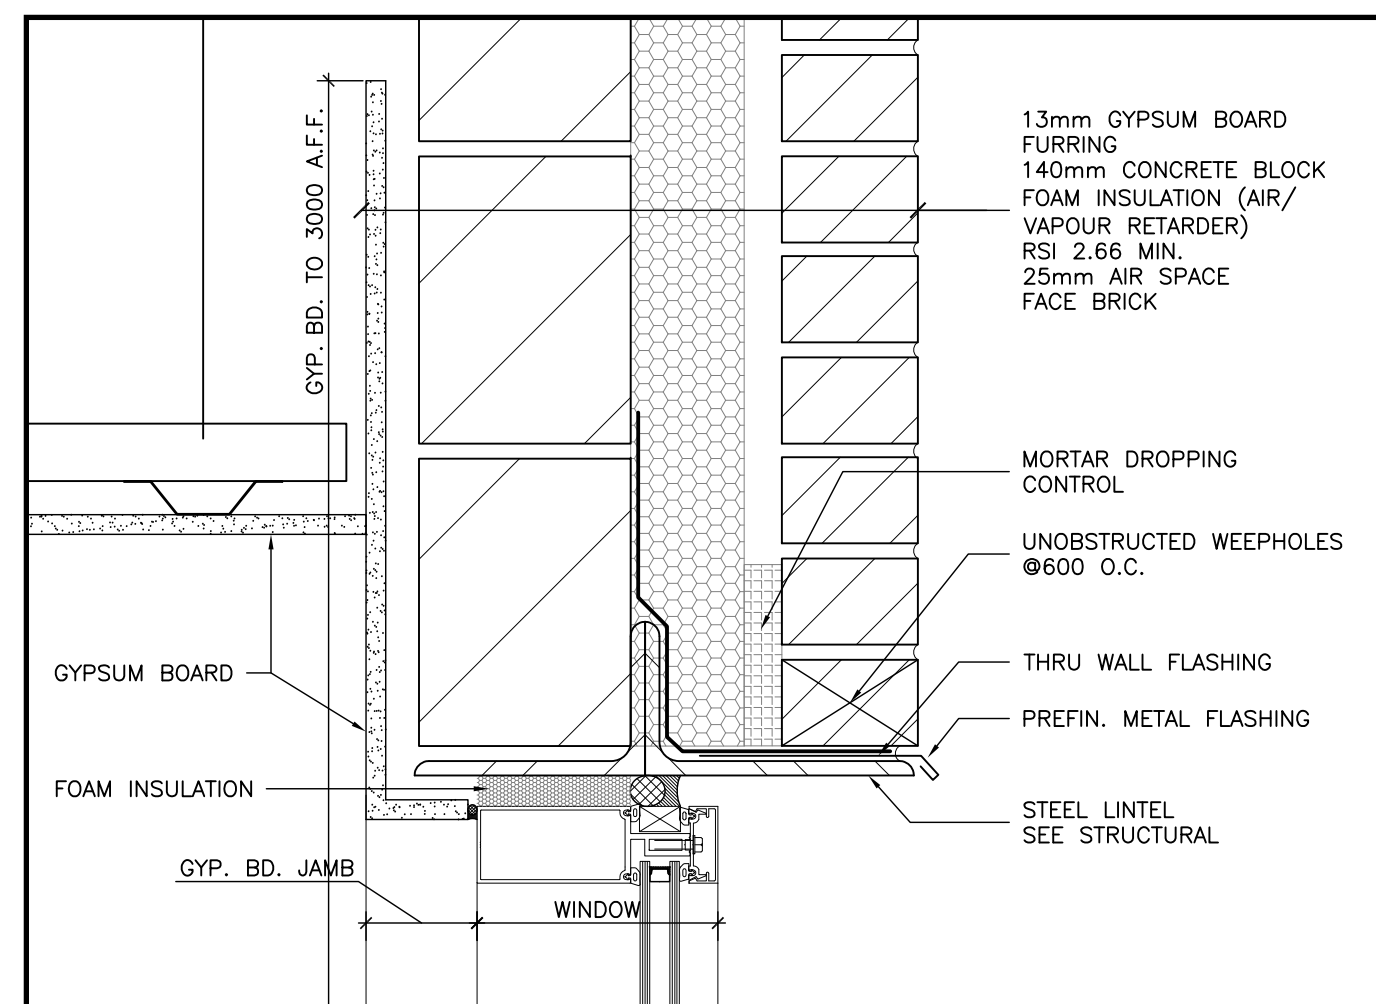 GYP. BD. TO 3000 A.F.F.
13mm GYPSUM BOARD
FURRING
140mm CONCRETE BLOCK
FOAM INSULATION (AIR/
VAPOUR RETARDER)
RSI 2.66 MIN.
25mm AIR SPACE
FACE BRICK
MORTAR DROPPING
CONTROL
UNOBSTRUCTED WEEPHOLES
@600 O.C.
THRU WALL FLASHING
PREFIN. METAL FLASHING
STEEL LINTEL
SEE STRUCTURAL
GYPSUM BOARD
FOAM INSULATION
GYP. BD. JAMB
WINDOW